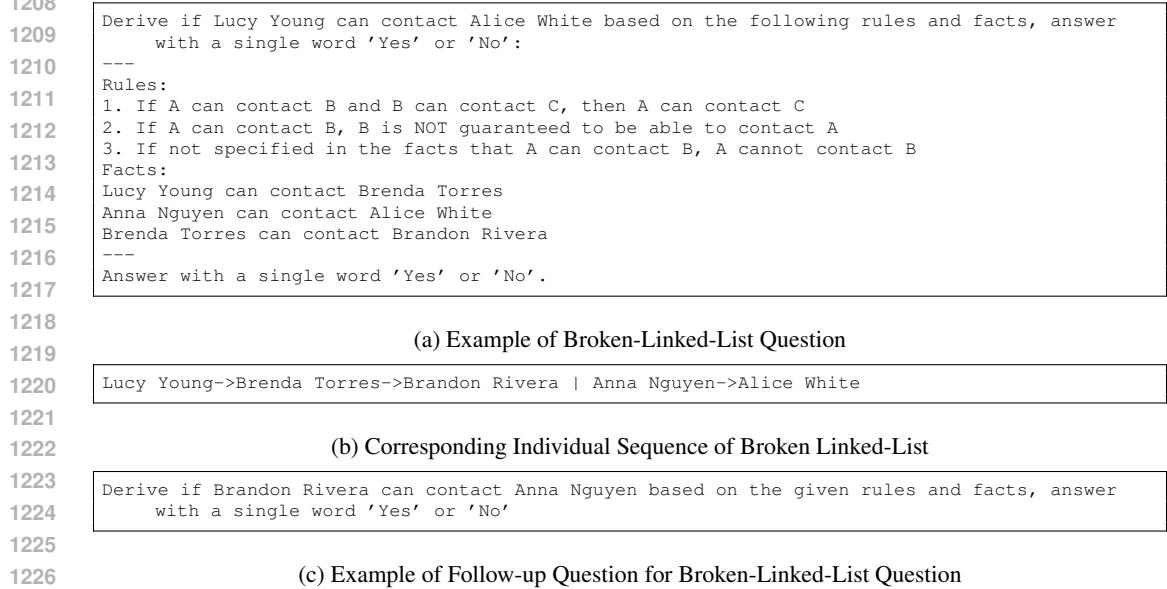 1208
Derive if Lucy Young can contact Alice White based on the following rules and facts, answer
1209
with a single word 'Yes' or 'No':
1210
---
Rules:
1211
1. If A can contact B and B can contact C, then A can contact C
1212
2. If A can contact B, B is NOT guaranteed to be able to contact A
1213
3. If not specified in the facts that A can contact B, A cannot contact B
Facts:
1214
Lucy Young can contact Brenda Torres
Anna Nguyen can contact Alice White
1215
Brenda Torres can contact Brandon Rivera
1216
---
Answer with a single word 'Yes' or 'No'.
1217
1218
(a) Example of Broken-Linked-List Question
1219
1220
Lucy Young->Brenda Torres->Brandon Rivera | Anna Nguyen->Alice White
1221
1222
(b) Corresponding Individual Sequence of Broken Linked-List
1223
Derive if Brandon Rivera can contact Anna Nguyen based on the given rules and facts, answer
1224
with a single word 'Yes' or 'No'
1225
1226
(c) Example of Follow-up Question for Broken-Linked-List Question